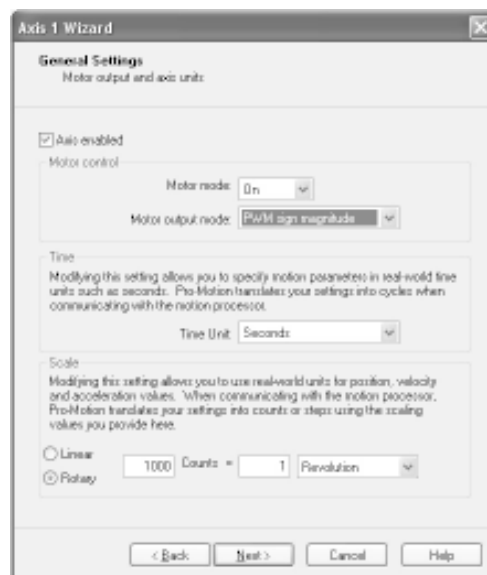 Axis 1 Wizard
General Settings
Motor output and axis units
Axis enabled
Motor control
Motor mode: On
Motor output mode: PWM sign magnitude
Time
Modifying this setting allows you to specify motion parameters in real-world time
units such as seconds. Pro-Motion translates your settings into cycles when
communicating with the motion processor.
Time Unit: Seconds
Scale
Modifying this setting allows you to use real-world units for position, velocity
and acceleration values. When communicating with the motion processor,
Pro-Motion translates your settings into counts or steps using the scaling
values you provide here.
Linear
Rotary
1000 Counts = 1 Revolution
< Back Next > Cancel Help